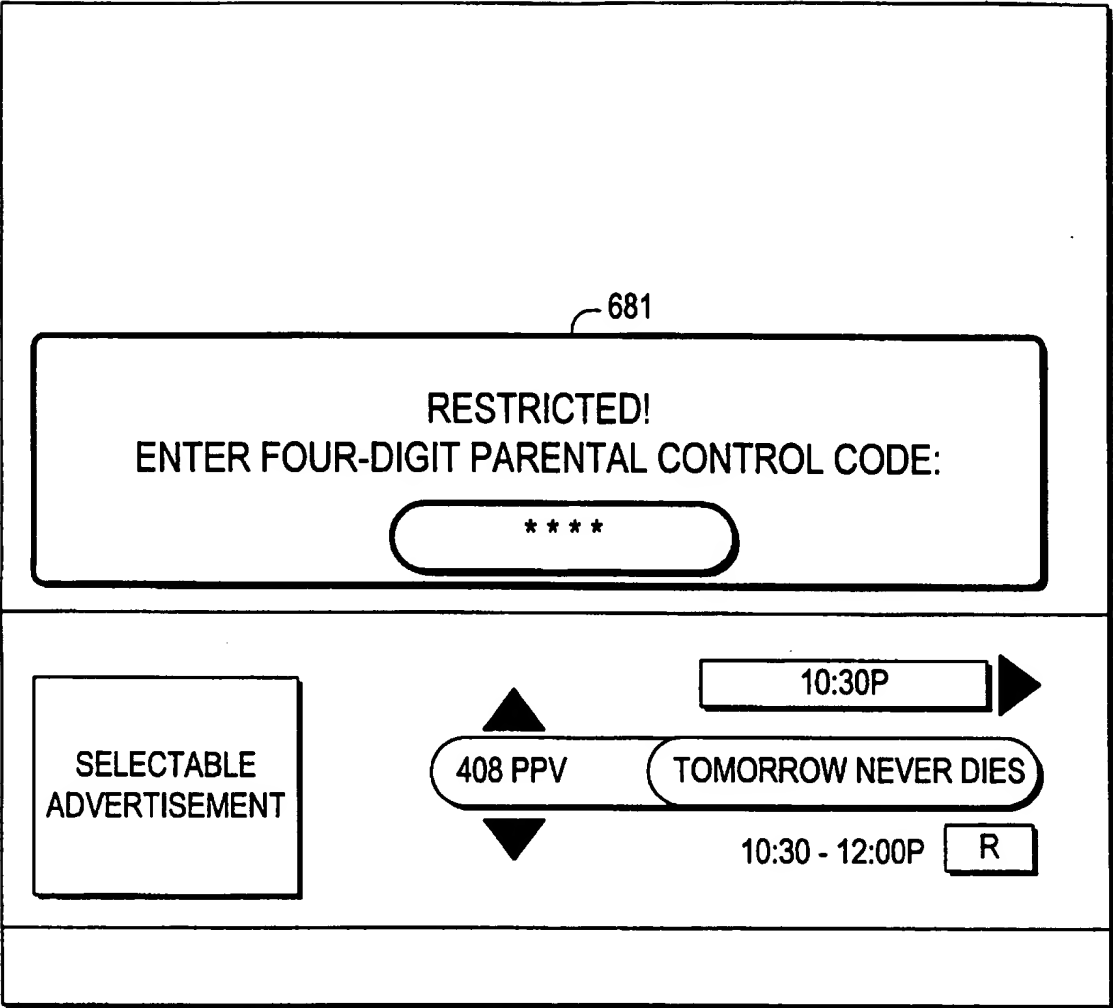 681
RESTRICTED!
ENTER FOUR-DIGIT PARENTAL CONTROL CODE:
* * * *
10:30P
SELECTABLE
ADVERTISEMENT
408 PPV
TOMORROW NEVER DIES
10:30 - 12:00P
R